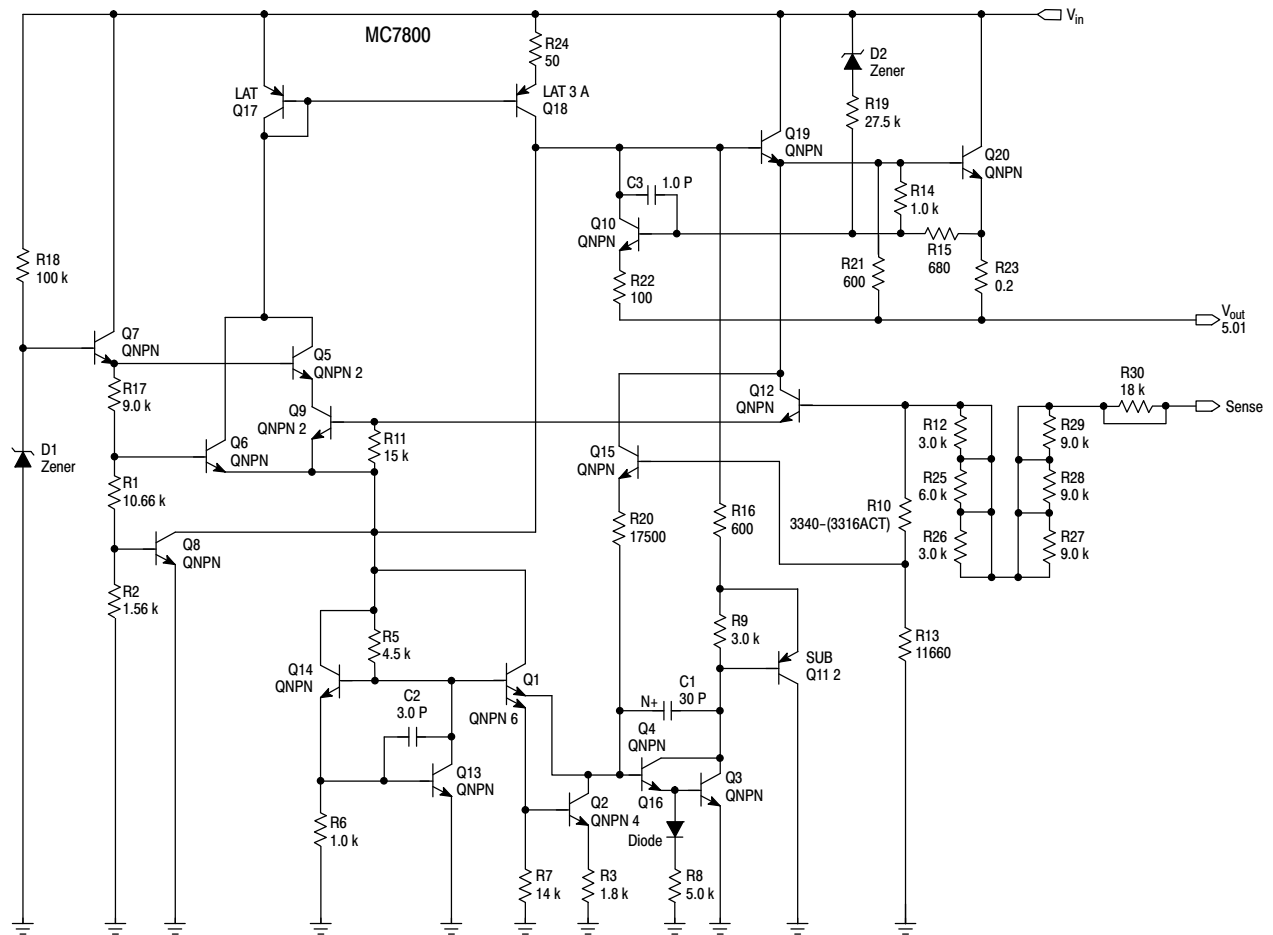 MC7800
Vin
R24
50
D2
Zener
LAT
Q17
LAT 3 A
Q18
R19
27.5 k
Q19
QNPN
Q20
QNPN
C3
1.0 P
R14
1.0 k
Q10
QNPN
R15
680
R18
100 k
R21
600
R23
0.2
R22
100
Vout
5.01
Q7
QNPN
Q5
QNPN 2
R30
18 k
R17
9.0 k
Q12
QNPN
Sense
Q9
QNPN 2
R12
3.0 k
R29
9.0 k
R11
15 k
D1
Zener
Q6
QNPN
Q15
QNPN
R25
6.0 k
R28
9.0 k
R1
10.66 k
R10
3340-(3316ACT)
R20
17500
R16
600
R26
3.0 k
R27
9.0 k
Q8
QNPN
R2
1.56 k
R9
3.0 k
R5
4.5 k
R13
11660
Q14
QNPN
SUB
Q11 2
Q1
QNPN 6
C2
3.0 P
N+
C1
30 P
Q4
QNPN
Q13
QNPN
Q3
QNPN
Q2
QNPN 4
Q16
Diode
R6
1.0 k
R7
14 k
R3
1.8 k
R8
5.0 k